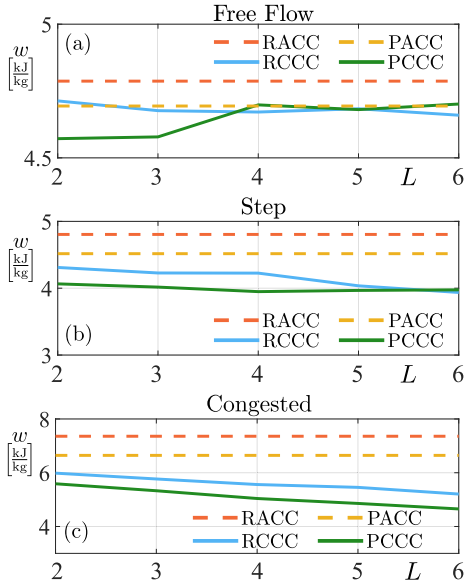 Free Flow
5
(a)
w
[kJ/kg]
RACC PACC
RCCC PCCC
4.5
2 3 4 5 L 6
Step
5
w
[kJ/kg]
4
RACC PACC
(b)
RCCC PCCC
3
2 3 4 5 L 6
Congested
8
w
[kJ/kg]
6
4
RACC PACC
(c)
RCCC PCCC
2 3 4 5 L 6